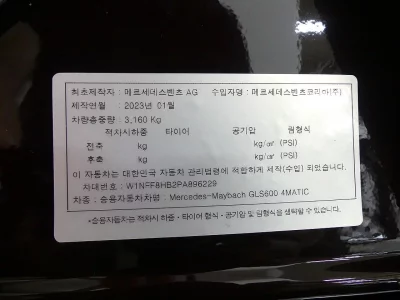 최초제작자 : 메르세데스벤츠 AG 수입자명 : 메르세데스벤츠코리아(주)
제작연월 : 2023년 01월
차량총중량 : 3,160 Kg
적차시하중 타이어 공기압 원형식
전축 kg kg/㎠ (PSI)
후축 kg kg/㎠ (PSI)
이 자동차는 대한민국 자동차 관리법령에 적합하게 제작(수입) 되었습니다.
차대번호 : W1NFF8HB2PA896229
차종 : 승용자동차차명 : Mercedes-Maybach GLS600 4MATIC
*승용자동차는 적차시 하중・타이어 형식・공기압 및 원형식을 선택할 수 있습니다.